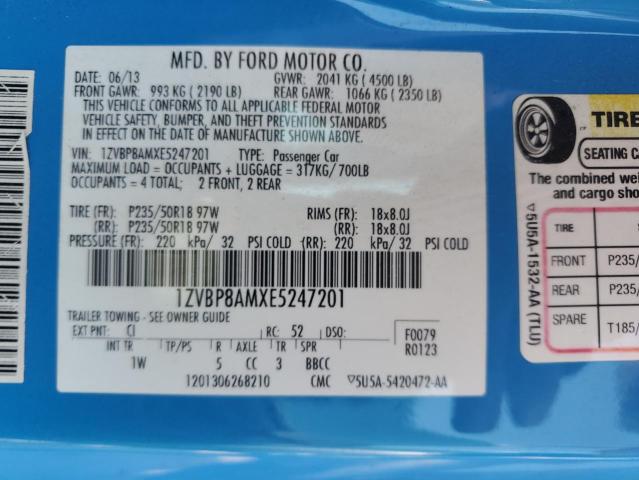 MFD. BY FORD MOTOR CO.
DATE: 06/13 GVWR: 2041 KG (4500 LB)
FRONT GAWR: 993 KG (2190 LB) REAR GAWR: 1066 KG (2350 LB)
THIS VEHICLE CONFORMS TO ALL APPLICABLE FEDERAL MOTOR
VEHICLE SAFETY, BUMPER, AND THEFT PREVENTION STANDARDS
IN EFFECT ON THE DATE OF MANUFACTURE SHOWN ABOVE.
VIN: 1ZVBP8AMXE5247201 TYPE: Passenger Car
MAXIMUM LOAD = OCCUPANTS + LUGGAGE = 317KG/700LB
OCCUPANTS = 4 TOTAL: 2 FRONT, 2 REAR
TIRE (FR): P235/50R18 97W RIMS (FR): 18x8.0J
(RR): P235/50R18 97W (RR): 18x8.0J
PRESSURE (FR): 220 kPa/ 32 PSI COLD (RR): 220 kPa/ 32 PSI COLD
1ZVBP8AMXE5247201
TRAILER TOWING - SEE OWNER GUIDE
EXT PNT: CI RC: 52 DSO: F0079
INT TR TP/PS R AXLE TR SPR R0123
1W 5 CC 3 BBCC
1201306268210 CMC ▽5U5A-5420472-AA
TIRE
SEATING CA
The combined wei
and cargo shou
▽5U5A-1532-AA (TLU)
TIRE S
FRONT P235/
REAR P235/
SPARE T185/